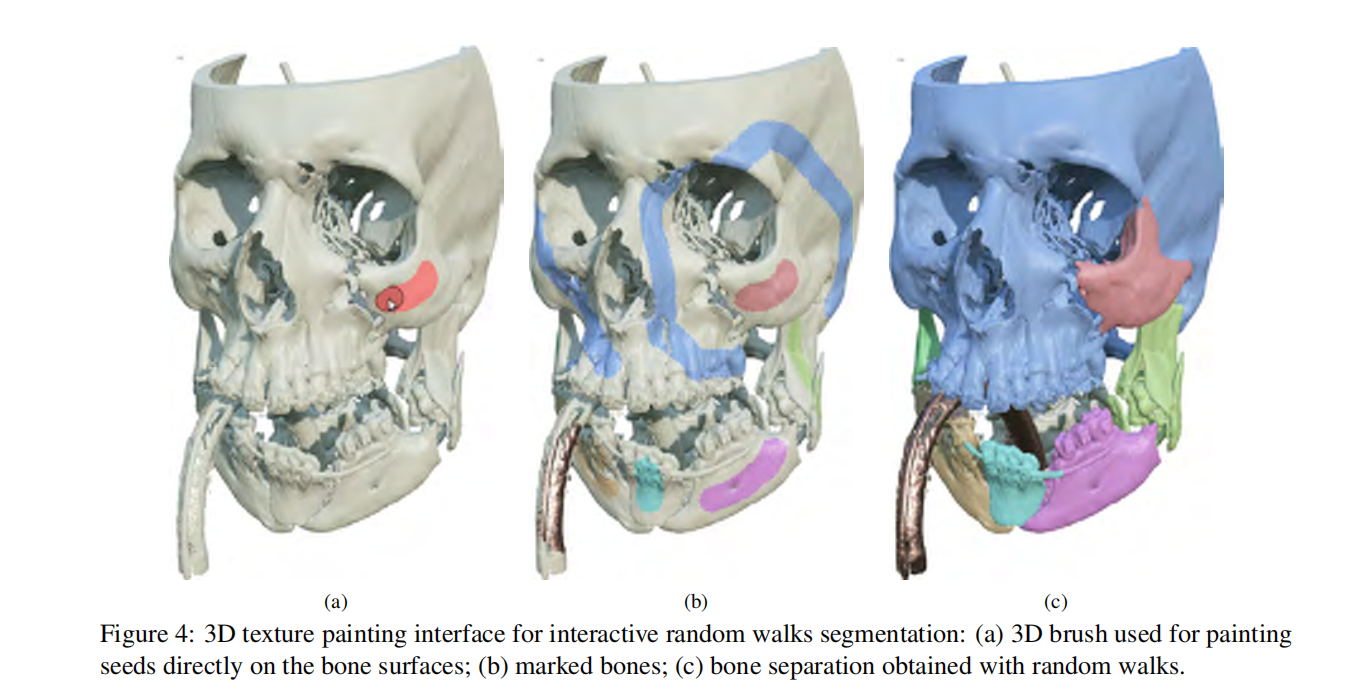 (a)
(b)
(c)
Figure 4: 3D texture painting interface for interactive random walks segmentation: (a) 3D brush used for painting
seeds directly on the bone surfaces; (b) marked bones; (c) bone separation obtained with random walks.